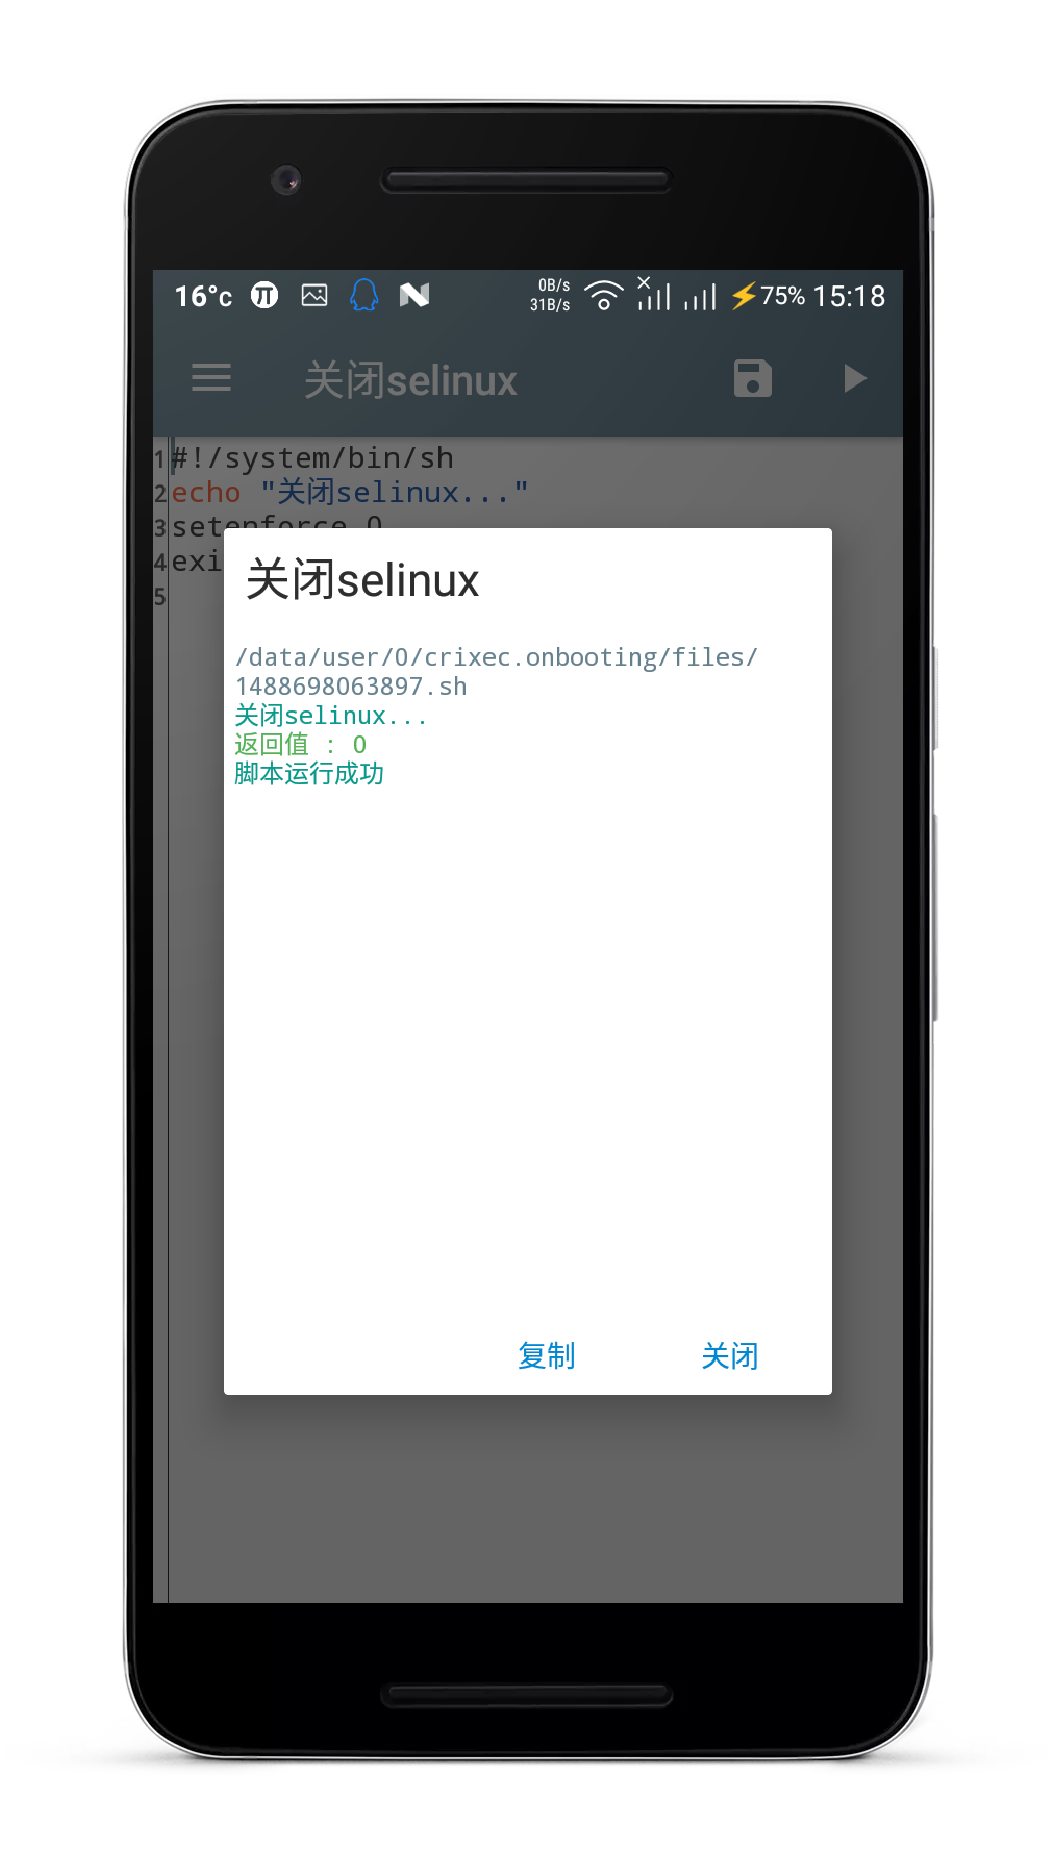 16°c 0B/s 31B/s 75% 15:18
关闭selinux
1 #!/system/bin/sh
2 echo "关闭selinux..."
3 setenforce 0
4 exi
5
关闭selinux
/data/user/0/crixec.onbooting/files/
1488698063897.sh
关闭selinux...
返回值 : 0
脚本运行成功
复制 关闭